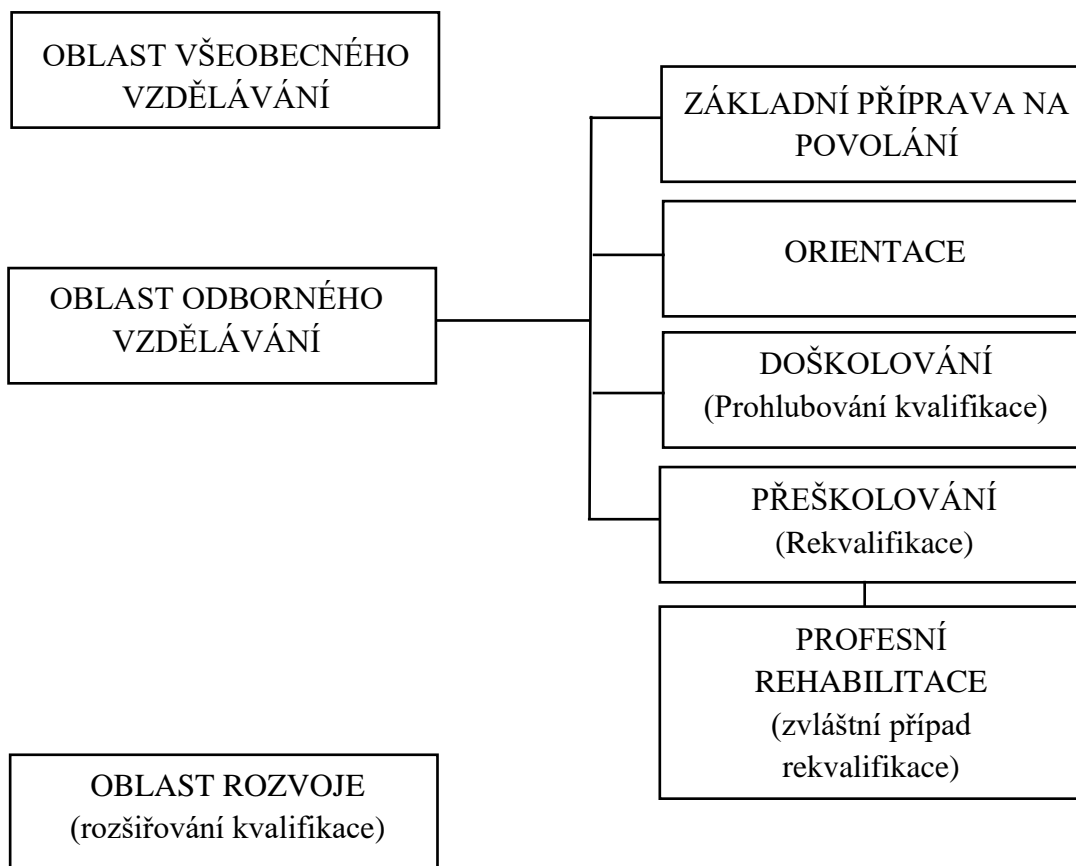 OBLAST VŠEOBECNÉHO
VZDĚLÁVÁNÍ
ZÁKLADNÍ PŘÍPRAVA NA
POVOLÁNÍ
ORIENTACE
OBLAST ODBORNÉHO
VZDĚLÁVÁNÍ
DOŠKOLOVÁNÍ
(Prohlubování kvalifikace)
PŘEŠKOLOVÁNÍ
(Rekvalifikace)
PROFESNÍ
REHABILITACE
(zvláštní případ
rekvalifikace)
OBLAST ROZVOJE
(rozšiřování kvalifikace)